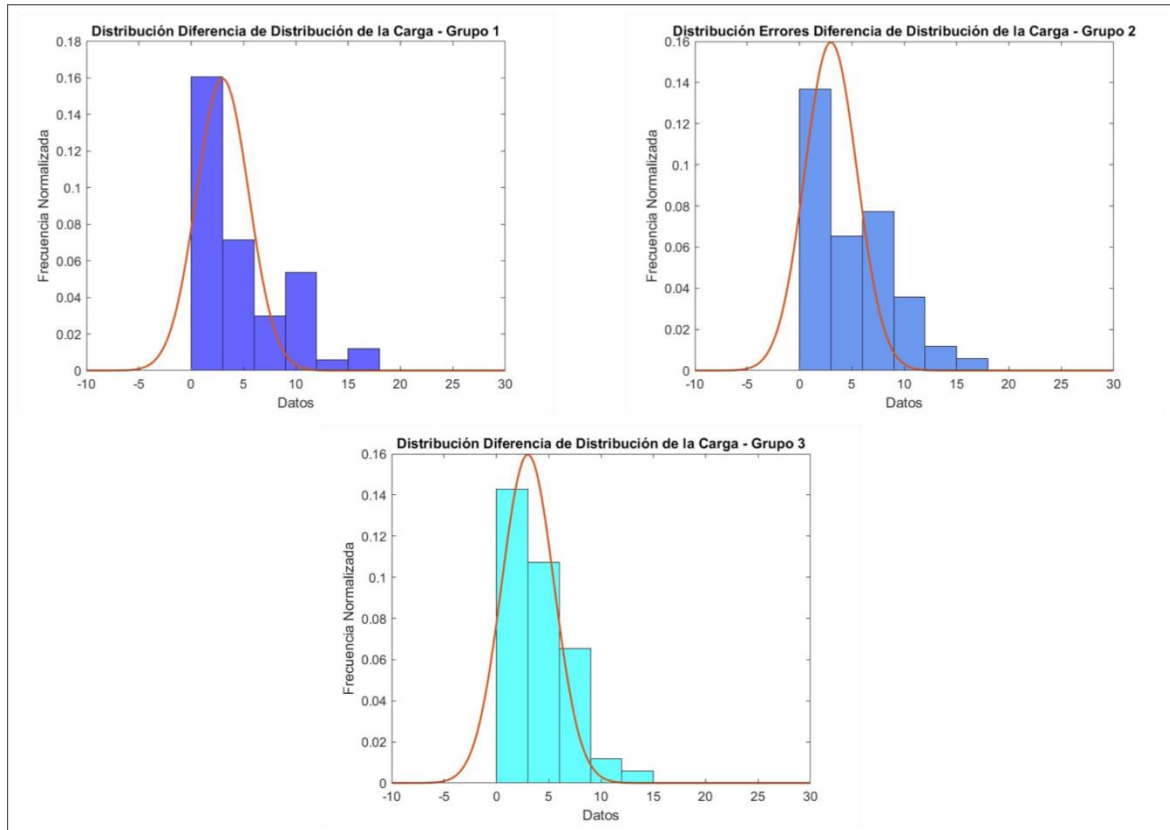 Distribución Diferencia de Distribución de la Carga - Grupo 1
0.18
0.16
0.14
0.12
0.1
0.08
0.06
0.04
0.02
0
Frecuencia Normalizada
-10 -5 0 5 10 15 20 25 30
Datos
Distribución Errores Diferencia de Distribución de la Carga - Grupo 2
0.16
0.14
0.12
0.1
0.08
0.06
0.04
0.02
0
Frecuencia Normalizada
-10 -5 0 5 10 15 20 25 30
Datos
Distribución Diferencia de Distribución de la Carga - Grupo 3
0.16
0.14
0.12
0.1
0.08
0.06
0.04
0.02
0
Frecuencia Normalizada
-10 -5 0 5 10 15 20 25 30
Datos